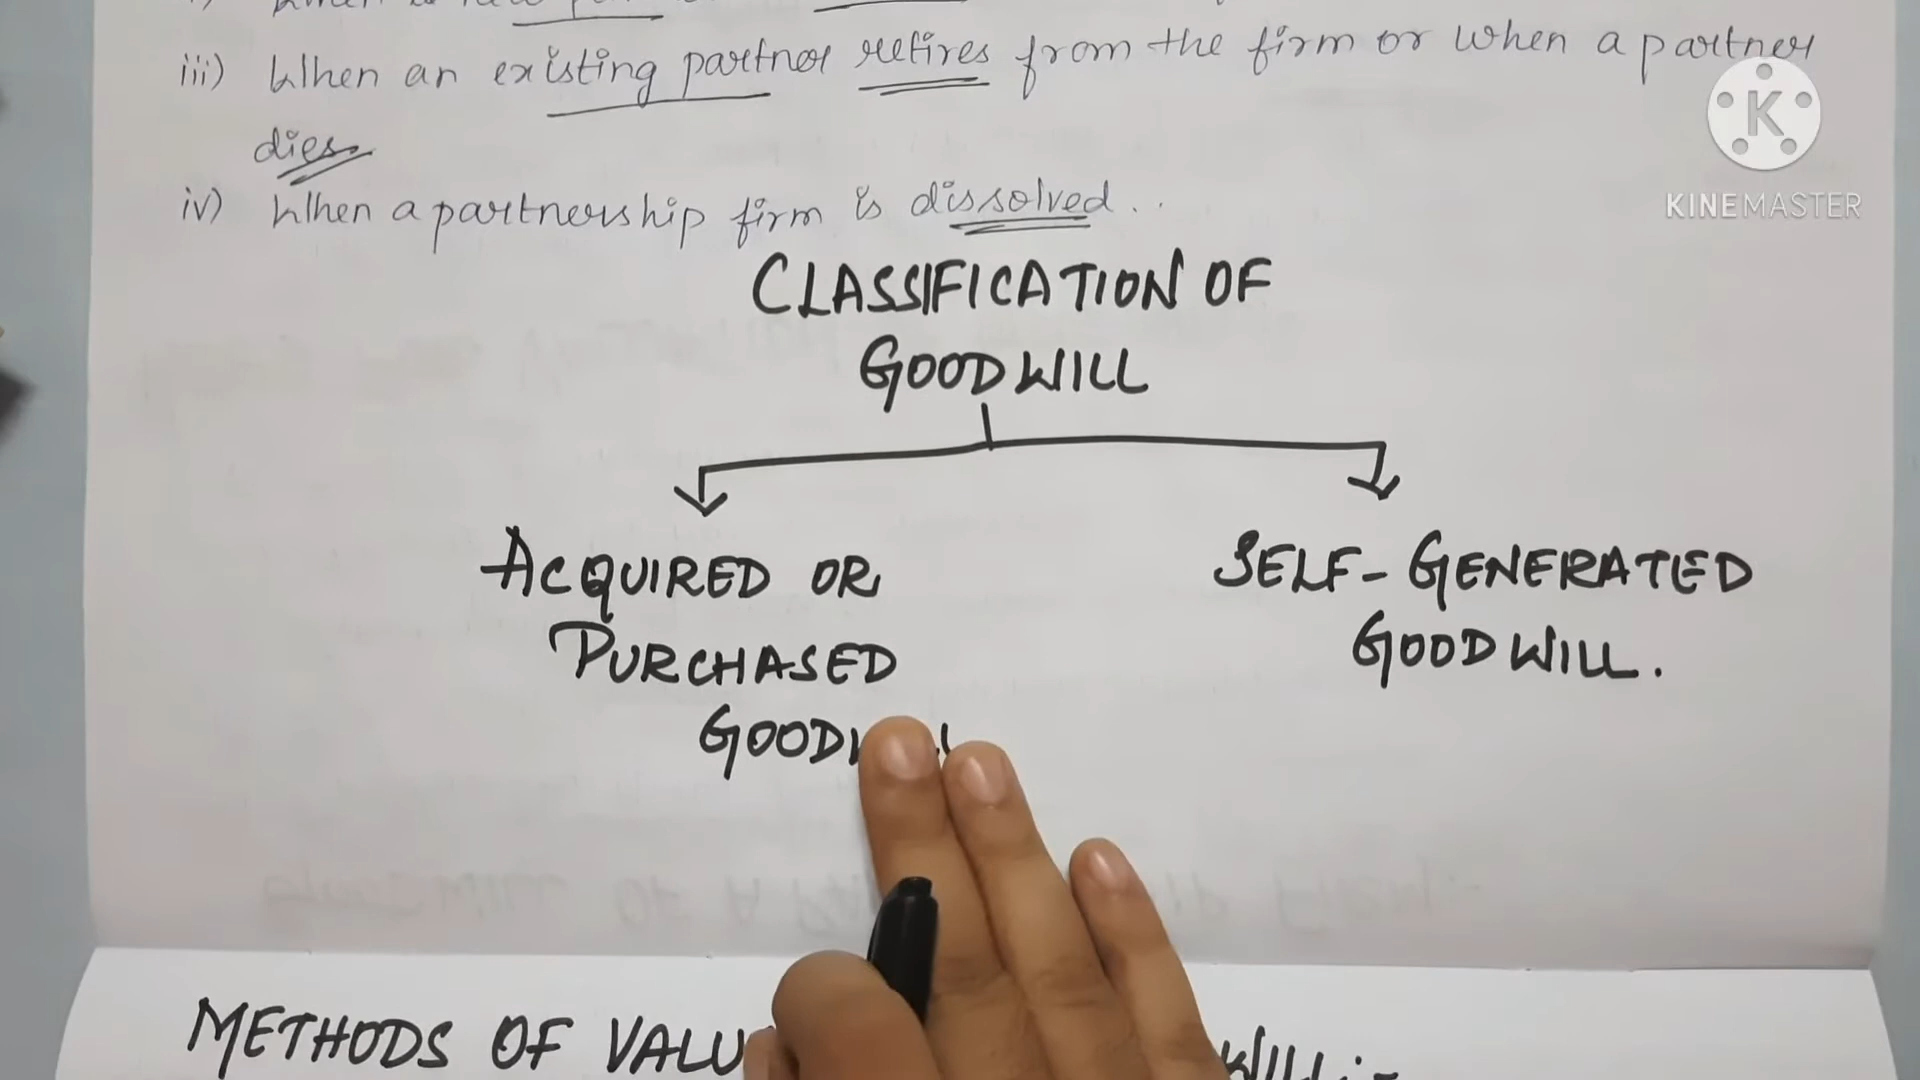 iii) When an existing partner retires from the firm or when a partner
dies
iv) When a partnership firm is dissolved..
K
KINEMASTER
CLASSIFICATION OF
GOODWILL
ACQUIRED OR
PURCHASED
SELF-GENERATED
GOODWILL.
METHODS OF